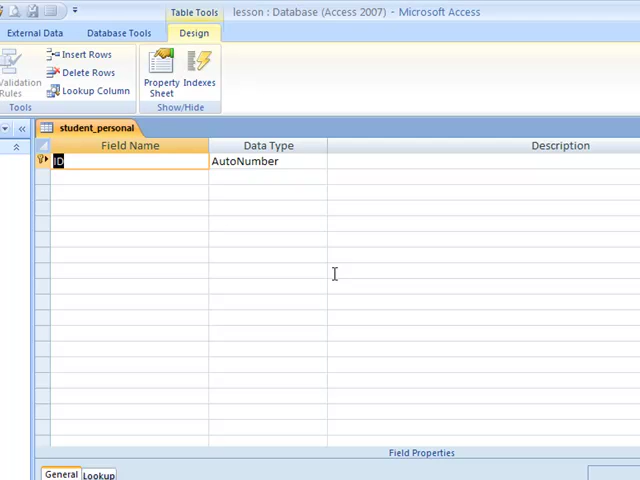 Table Tools
lesson : Database (Access 2007) - Microsoft Access
External Data
Database Tools
Design
Validation
Rules
Insert Rows
Delete Rows
Lookup Column
Property
Sheet
Indexes
Tools
Show/Hide
student_personal
Field Name
Data Type
Description
ID
AutoNumber
Field Properties
General
Lookup